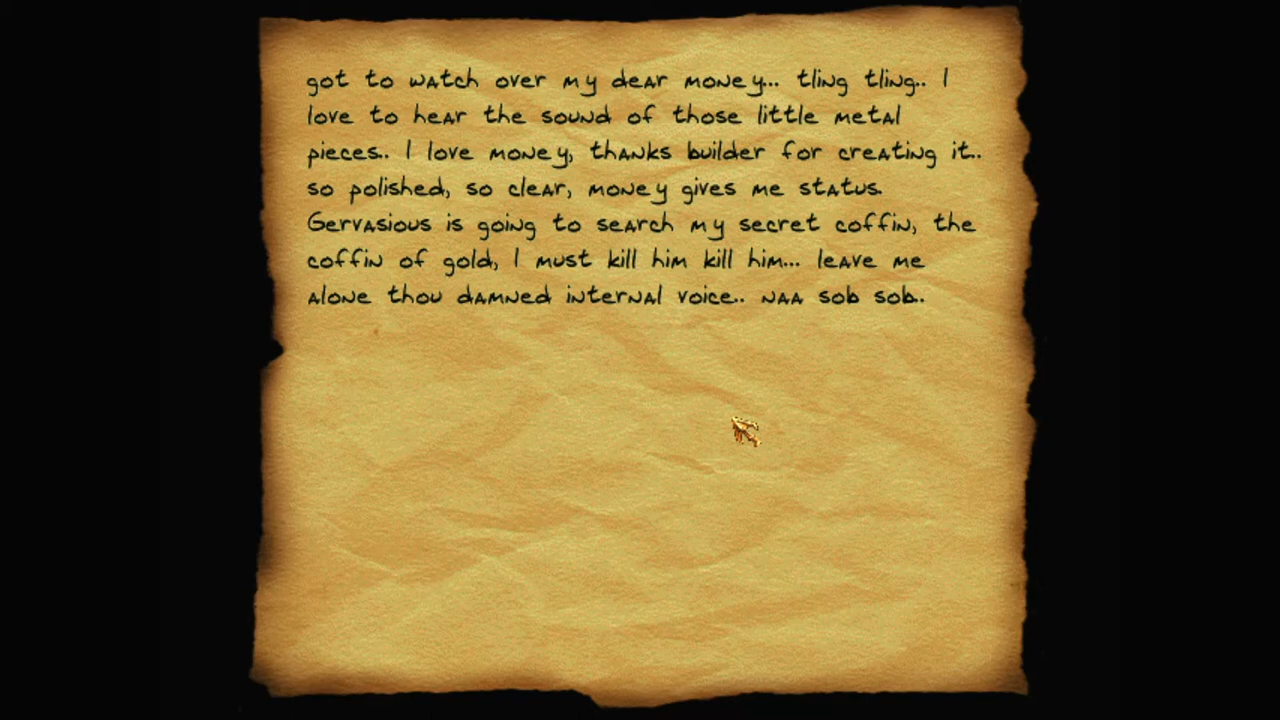 got to watch over my dear money... tling tling.. I
love to hear the sound of those little metal
pieces.. I love money, thanks builder for creating it..
so polished, so clear, money gives me status.
Gervasious is going to search my secret coffin, the
coffin of gold, I must kill him kill him... leave me
alone thou damned internal voice.. naa sob sob..